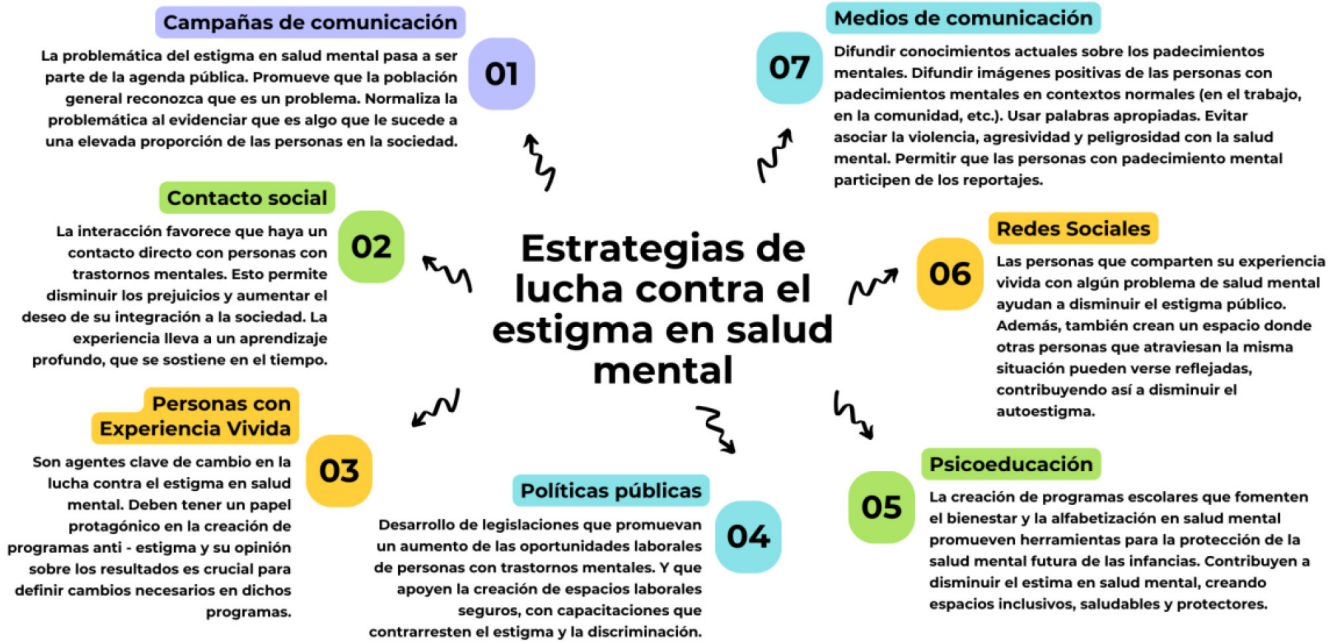 Campañas de comunicación
La problemática del estigma en salud mental pasa a ser
parte de la agenda pública. Promueve que la población
general reconozca que es un problema. Normaliza la
problemática al evidenciar que es algo que le sucede a
una elevada proporción de las personas en la sociedad.
01
Contacto social
La interacción favorece que haya un
contacto directo con personas con
trastornos mentales. Esto permite
disminuir los prejuicios y aumentar el
deseo de su integración a la sociedad. La
experiencia lleva a un aprendizaje
profundo, que se sostiene en el tiempo.
02
Personas con
Experiencia Vivida
Son agentes clave de cambio en la
lucha contra el estigma en salud
mental. Deben tener un papel
protagónico en la creación de
programas anti - estigma y su opinión
sobre los resultados es crucial para
definir cambios necesarios en dichos
programas.
03
Estrategias de
lucha contra el
estigma en salud
mental
Políticas públicas
Desarrollo de legislaciones que promuevan
un aumento de las oportunidades laborales
de personas con trastornos mentales. Y que
apoyen la creación de espacios laborales
seguros, con capacitaciones que
contrarresten el estigma y la discriminación.
04
Psicoeducación
05
La creación de programas escolares que fomenten
el bienestar y la alfabetización en salud mental
promueven herramientas para la protección de la
salud mental futura de las infancias. Contribuyen a
disminuir el estima en salud mental, creando
espacios inclusivos, saludables y protectores.
Redes Sociales
06
Las personas que comparten su experiencia
vivida con algún problema de salud mental
ayudan a disminuir el estigma público.
Además, también crean un espacio donde
otras personas que atraviesan la misma
situación pueden verse reflejadas,
contribuyendo así a disminuir el
autoestigma.
Medios de comunicación
07
Difundir conocimientos actuales sobre los padecimientos
mentales. Difundir imágenes positivas de las personas con
padecimientos mentales en contextos normales (en el trabajo,
en la comunidad, etc.). Usar palabras apropiadas. Evitar
asociar la violencia, agresividad y peligrosidad con la salud
mental. Permitir que las personas con padecimiento mental
participen de los reportajes.